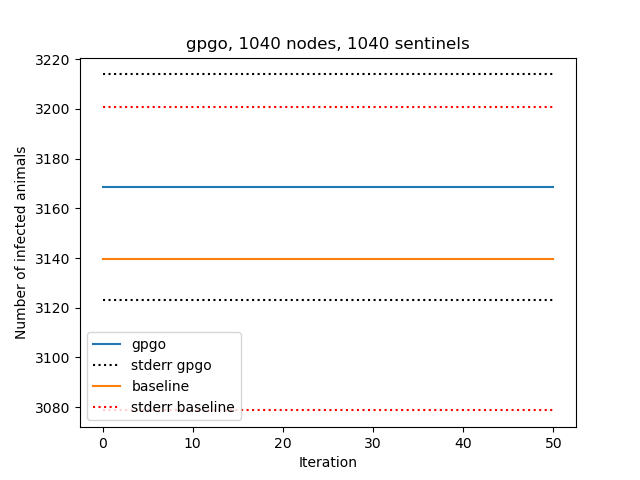 gpgo, 1040 nodes, 1040 sentinels
Number of infected animals
3220
3200
3180
3160
3140
3120
3100
3080
gpgo
stderr gpgo
baseline
stderr baseline
0 10 20 30 40 50
Iteration